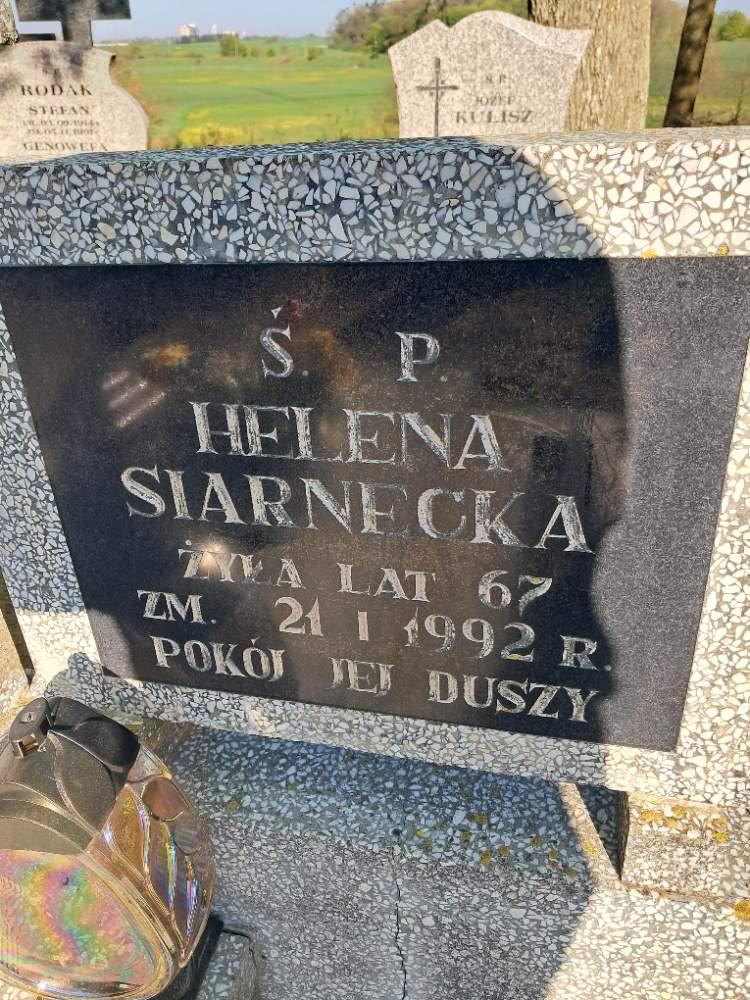 RODAK
STEFAN
GENOWEFA
Ś. P.
JÓZEF
KULISZ
Ś. P
HELENA
SIARNECKA
ŻYŁA LAT 67
ZM. 21 I 1992 R.
POKÓJ JEJ DUSZY